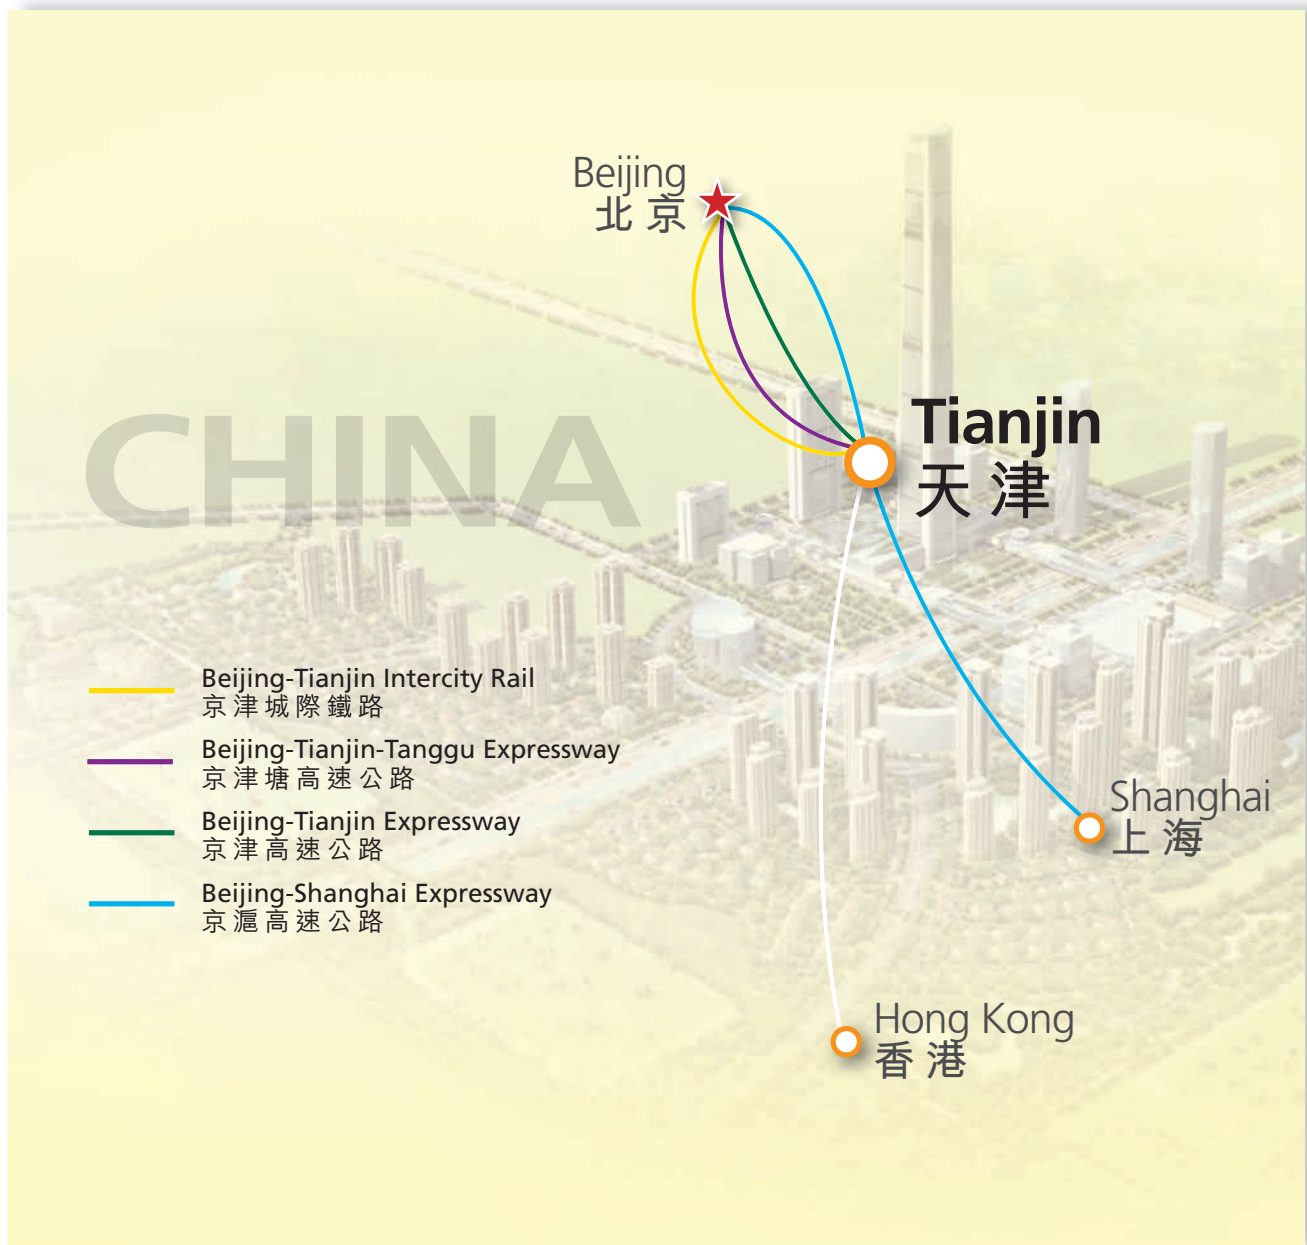 Beijing
北京
CHINA
Tianjin
天津
Beijing-Tianjin Intercity Rail
京津城際鐵路
Beijing-Tianjin-Tanggu Expressway
京津塘高速公路
Beijing-Tianjin Expressway
京津高速公路
Beijing-Shanghai Expressway
京滬高速公路
Shanghai
上海
Hong Kong
香港